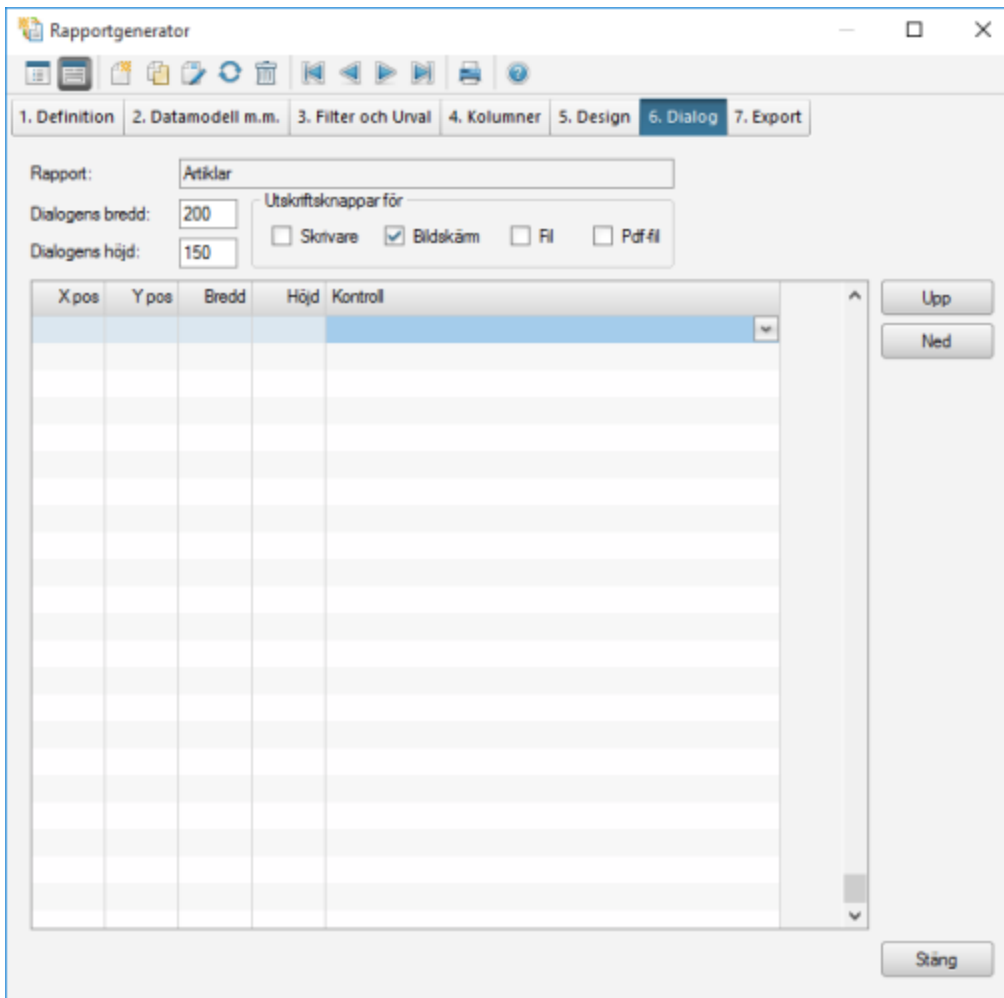 Rapportgenerator
1. Definition 2. Datamodell m.m. 3. Filter och Urval 4. Kolumner 5. Design 6. Dialog 7. Export
Rapport: Artiklar
Utskriftsknappar för
Dialogens bredd: 200
Skrivare Bildskärm Fil Pdf-fil
Dialogens höjd: 150
X pos Y pos Bredd Höjd Kontroll
Upp
Ned
Stäng